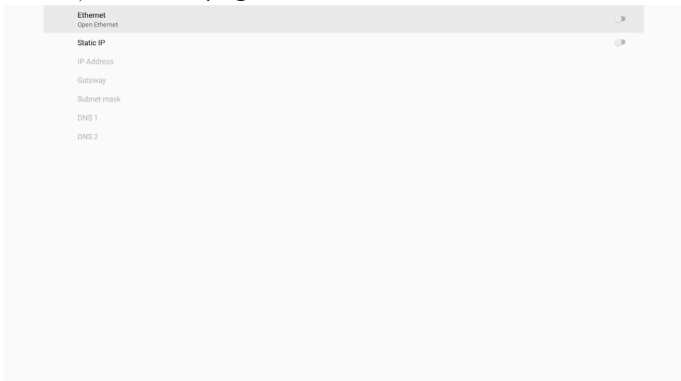 Ethernet
Open Ethernet
Static IP
IP Address
Gateway
Subnet mask
DNS 1
DNS 2